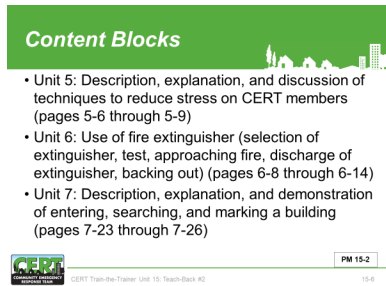 Content Blocks
• Unit 5: Description, explanation, and discussion of
techniques to reduce stress on CERT members
(pages 5-6 through 5-9)
• Unit 6: Use of fire extinguisher (selection of
extinguisher, test, approaching fire, discharge of
extinguisher, backing out) (pages 6-8 through 6-14)
• Unit 7: Description, explanation, and demonstration
of entering, searching, and marking a building
(pages 7-23 through 7-26)
PM 15-2
CERT
COMMUNITY EMERGENCY
RESPONSE TEAM
CERT Train-the-Trainer Unit 15: Teach-Back #2
15-6